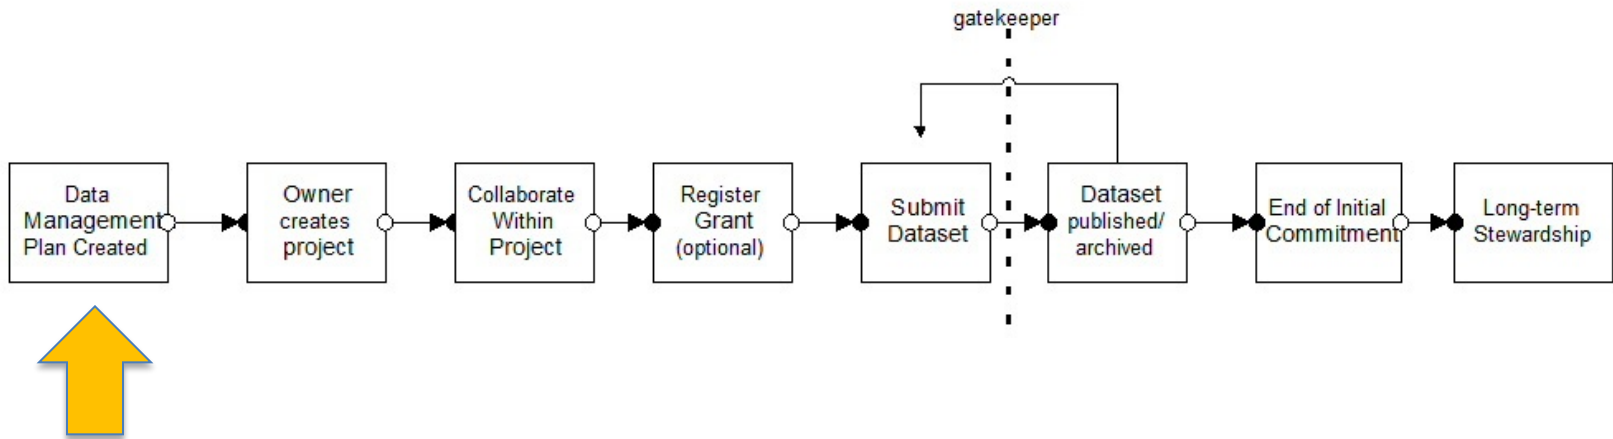 gatekeeper
Data
Management
Plan Created
Owner
creates
project
Collaborate
Within
Project
Register
Grant
(optional)
Submit
Dataset
Dataset
published/
archived
End of Initial
Commitment
Long-term
Stewardship